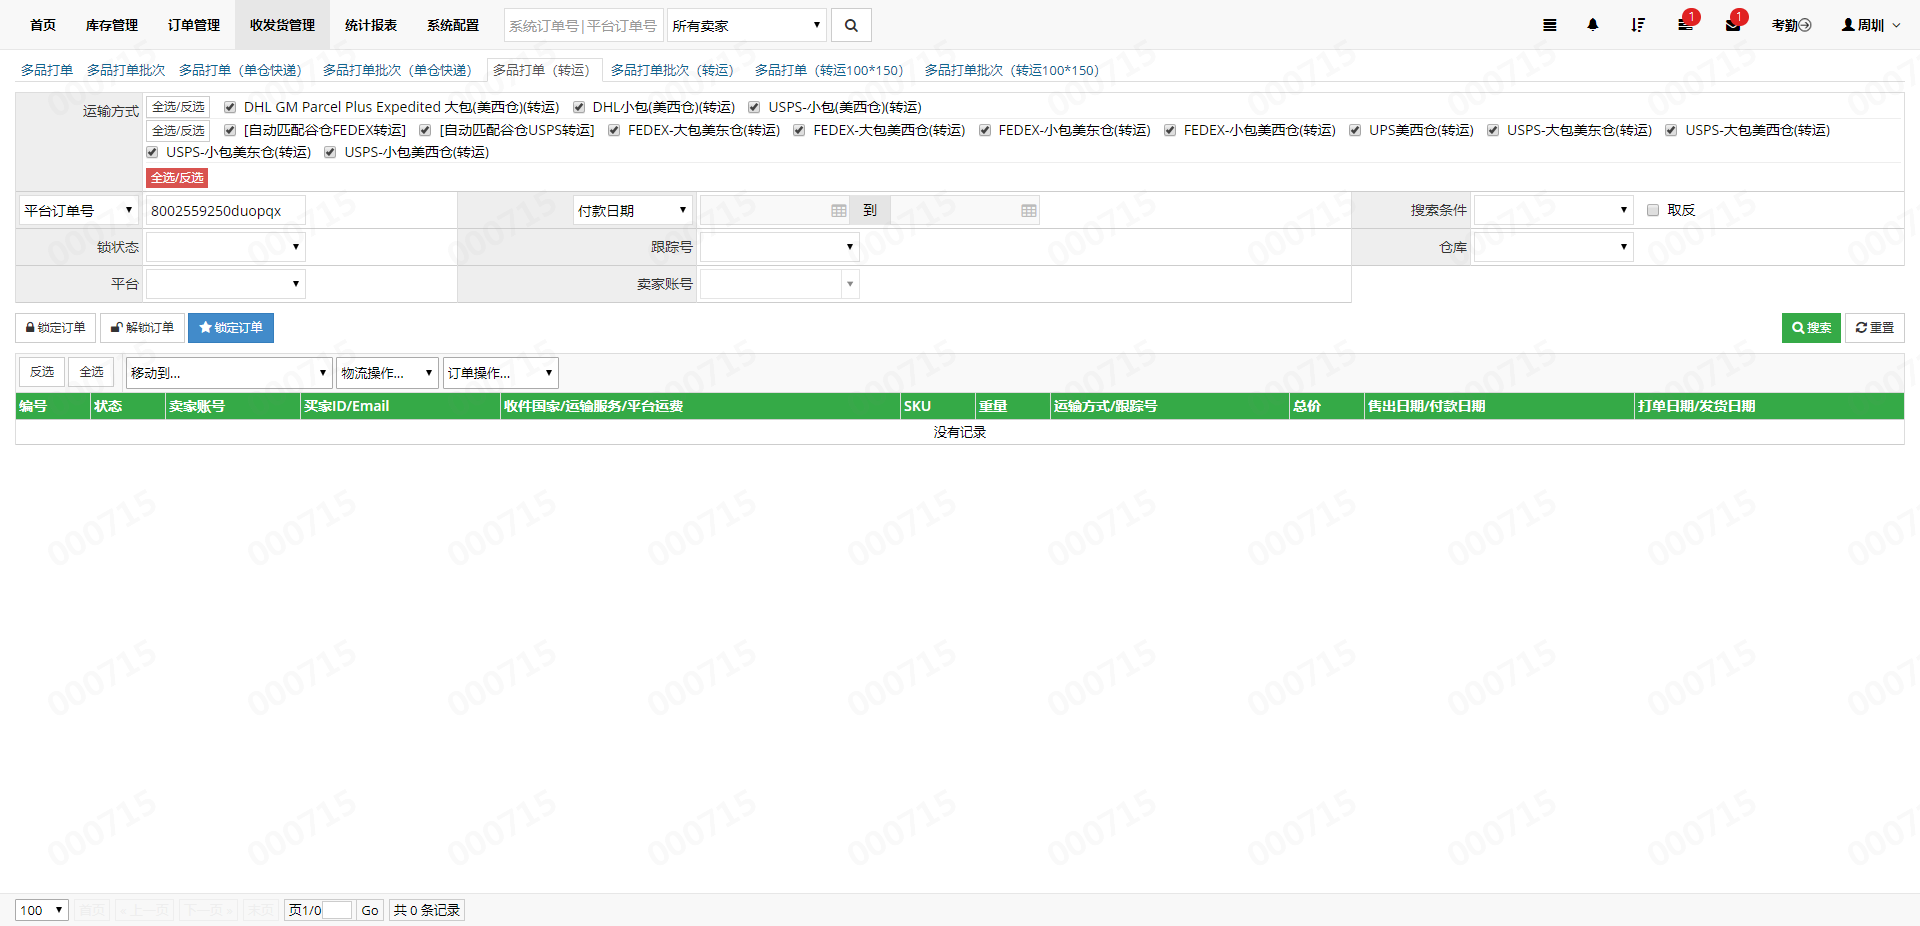 首页 库存管理 订单管理 收发货管理 统计报表 系统配置 系统订单号|平台订单号 所有卖家 1 1 考勤 周圳
多品打单 多品打单批次 多品打单（单仓快递） 多品打单批次（单仓快递） 多品打单（转运） 多品打单批次（转运） 多品打单（转运100*150） 多品打单批次（转运100*150）
运输方式 全选/反选 DHL GM Parcel Plus Expedited 大包(美西仓)(转运) DHL小包(美西仓)(转运) USPS-小包(美西仓)(转运)
全选/反选 [自动匹配谷仓FEDEX转运] [自动匹配谷仓USPS转运] FEDEX-大包美东仓(转运) FEDEX-大包美西仓(转运) FEDEX-小包美东仓(转运) FEDEX-小包美西仓(转运) UPS美西仓(转运) USPS-大包美东仓(转运) USPS-大包美西仓(转运)
USPS-小包美东仓(转运) USPS-小包美西仓(转运)
全选/反选
平台订单号 8002559250duopqx 付款日期 到 搜索条件 取反
锁状态 跟踪号 仓库
平台 卖家账号
锁定订单 解锁订单 锁定订单 搜索 重置
反选 全选 移动到... 物流操作... 订单操作...
编号 状态 卖家账号 买家ID/Email 收件国家/运输服务/平台运费 SKU 重量 运输方式/跟踪号 总价 售出日期/付款日期 打单日期/发货日期
没有记录
100 首页 « 上一页 下一页 » 末页 页1/0 Go 共 0 条记录
000715